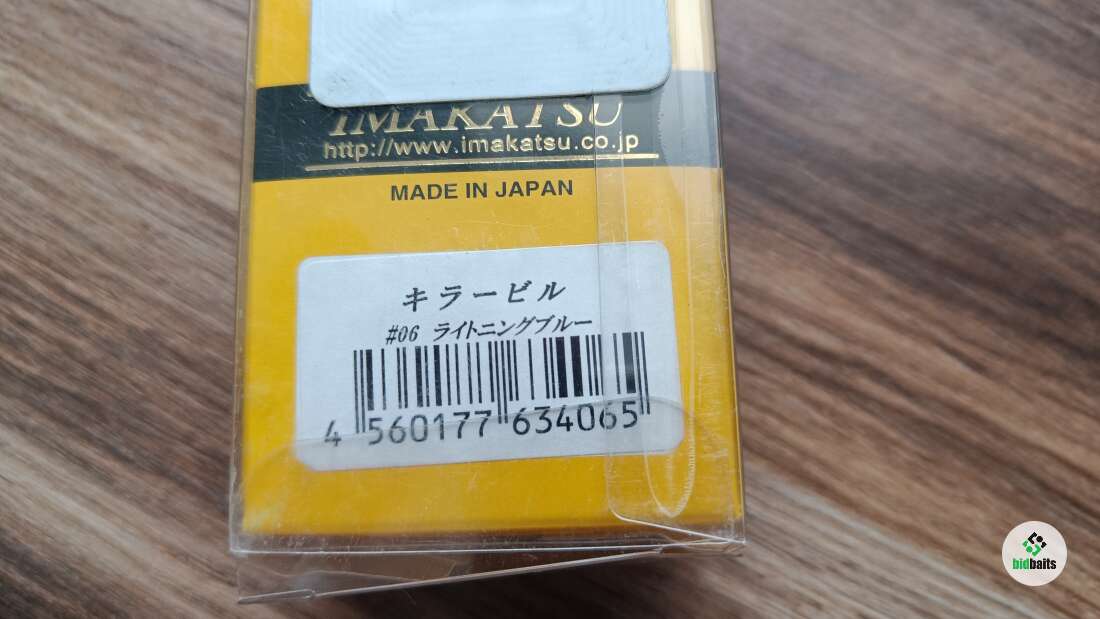 IMAKATSU
http://www.imakatsu.co.jp
MADE IN JAPAN
キラービル
#06 ライトニングブルー
4 560177 634065
bidbaits